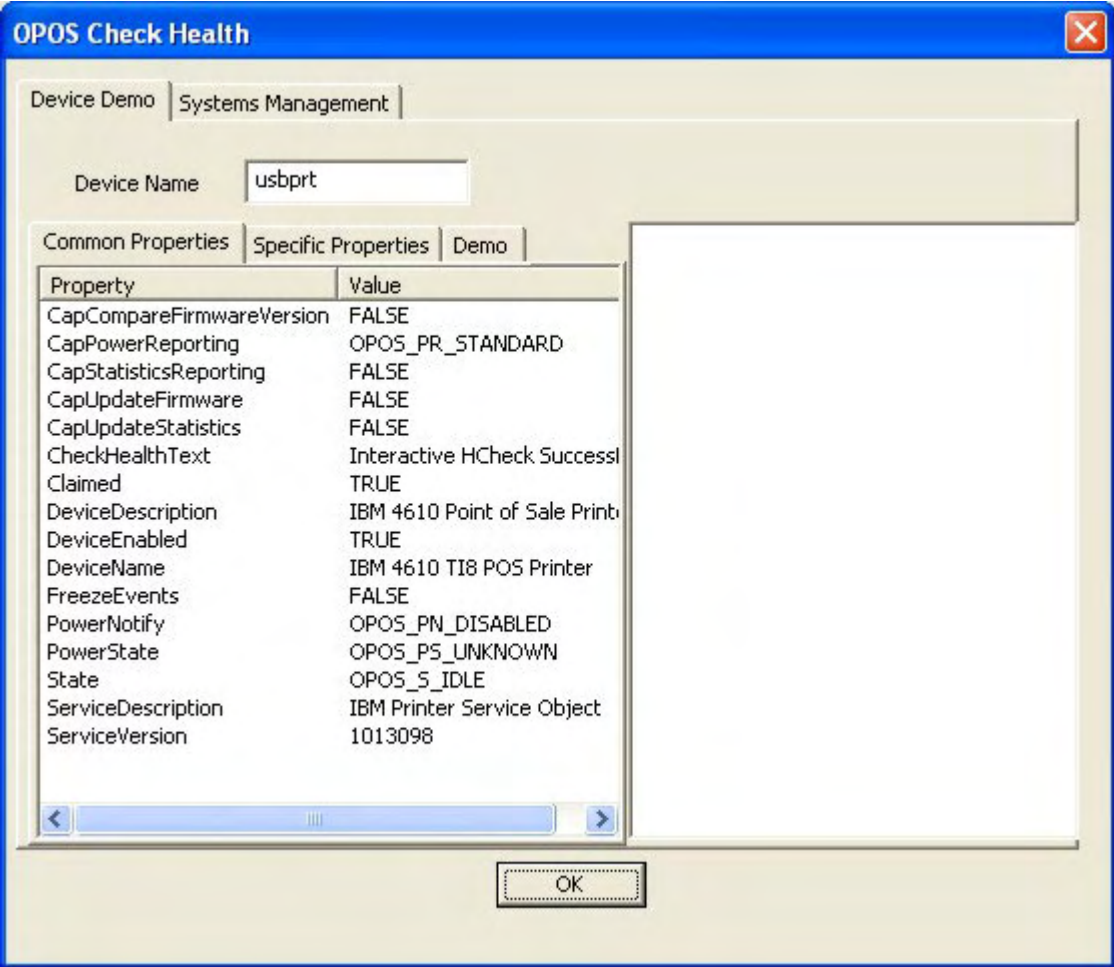 OPOS Check Health
Device Demo Systems Management
Device Name usbprt
Common Properties Specific Properties Demo
Property Value
CapCompareFirmwareVersion FALSE
CapPowerReporting OPOS_PR_STANDARD
CapStatisticsReporting FALSE
CapUpdateFirmware FALSE
CapUpdateStatistics FALSE
CheckHealthText Interactive HCheck Successf
Claimed TRUE
DeviceDescription IBM 4610 Point of Sale Printe
DeviceEnabled TRUE
DeviceName IBM 4610 TI8 POS Printer
FreezeEvents FALSE
PowerNotify OPOS_PN_DISABLED
PowerState OPOS_PS_UNKNOWN
State OPOS_S_IDLE
ServiceDescription IBM Printer Service Object
ServiceVersion 1013098
OK